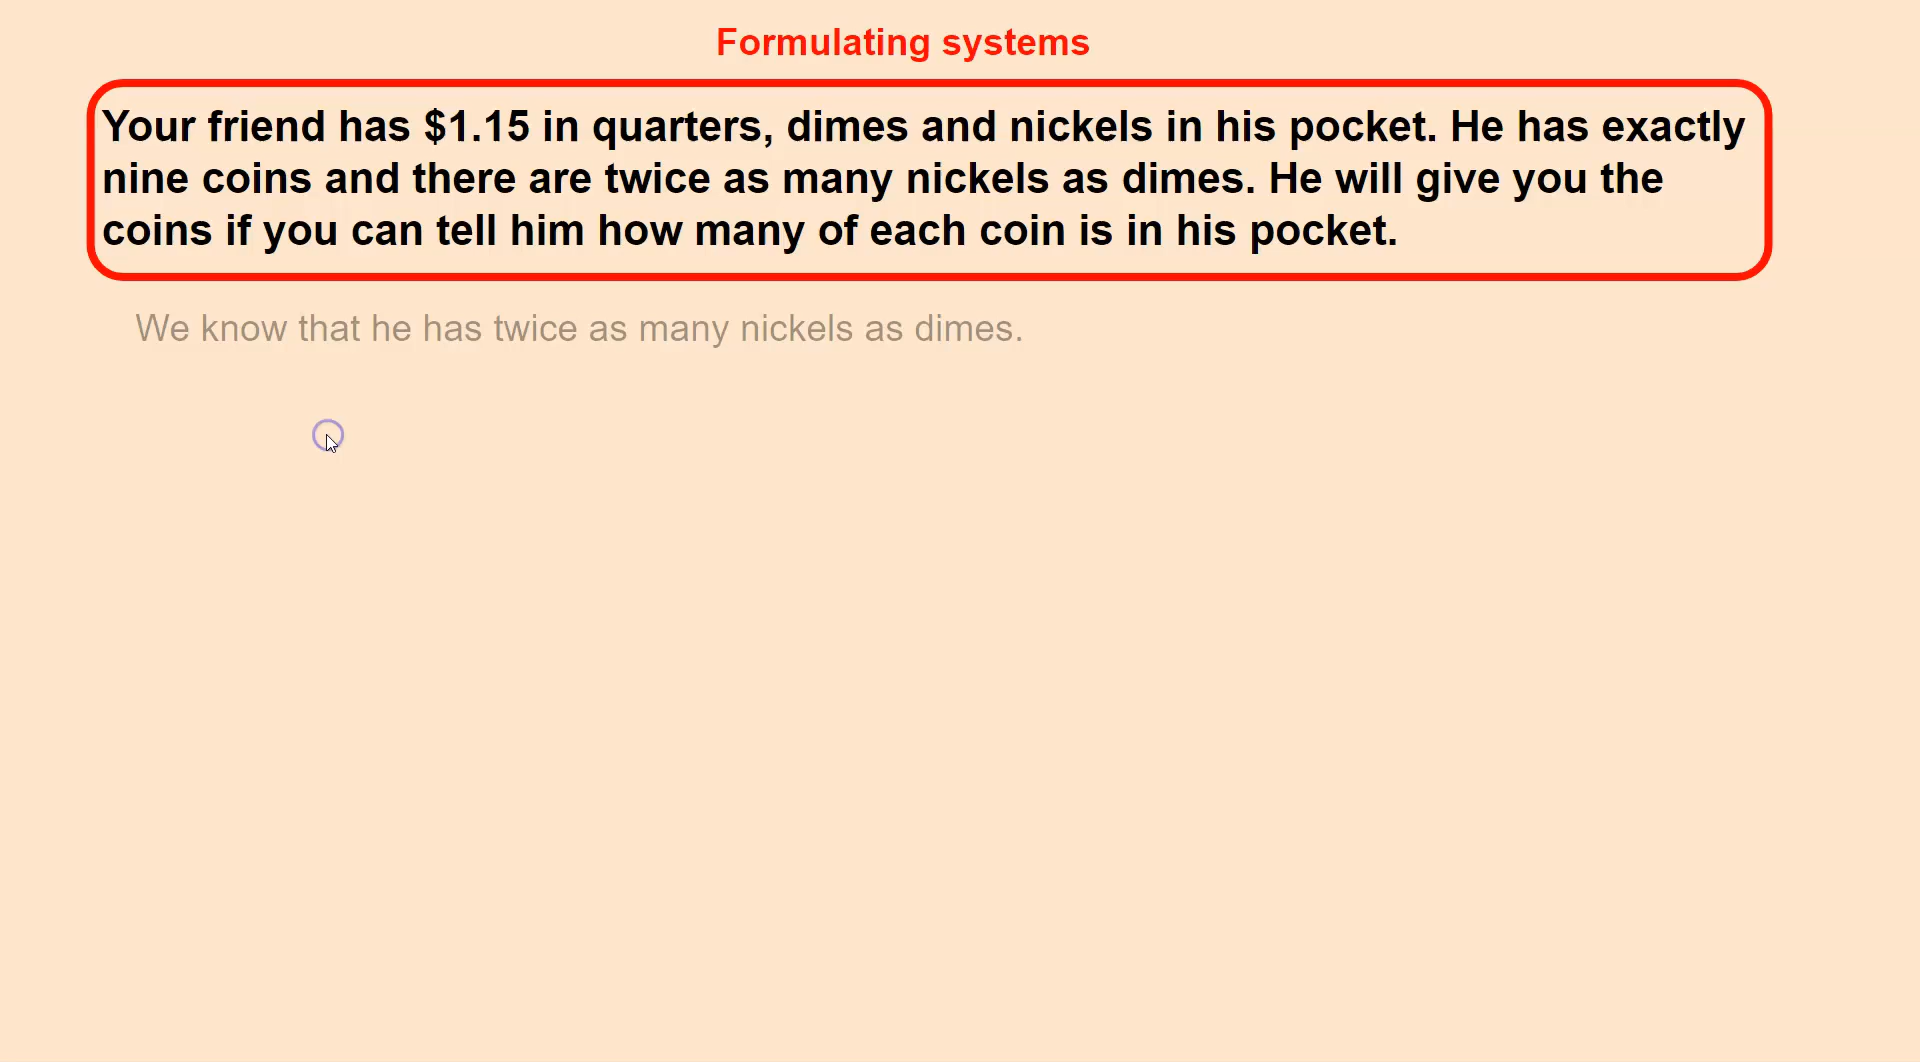 Formulating systems
Your friend has $1.15 in quarters, dimes and nickels in his pocket. He has exactly
nine coins and there are twice as many nickels as dimes. He will give you the
coins if you can tell him how many of each coin is in his pocket.
We know that he has twice as many nickels as dimes.